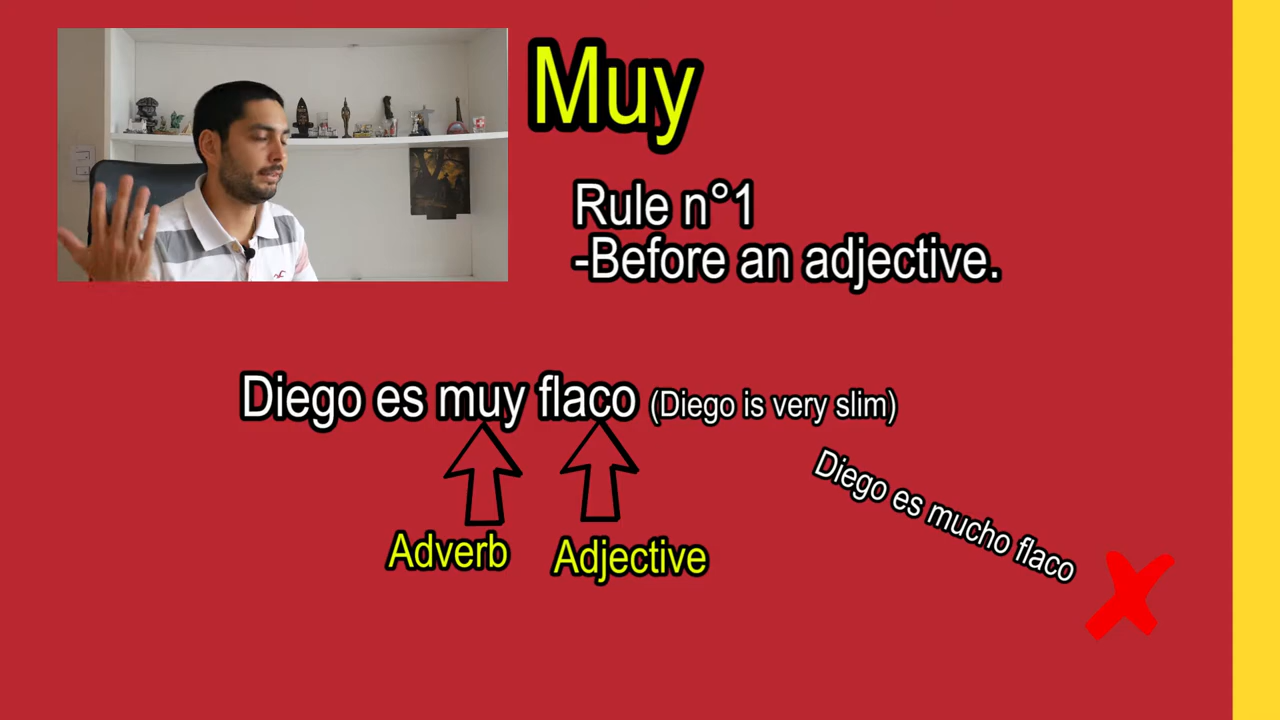 Muy
Rule n°1
-Before an adjective.
Diego es muy flaco (Diego is very slim)
Adverb Adjective
Diego es mucho flaco